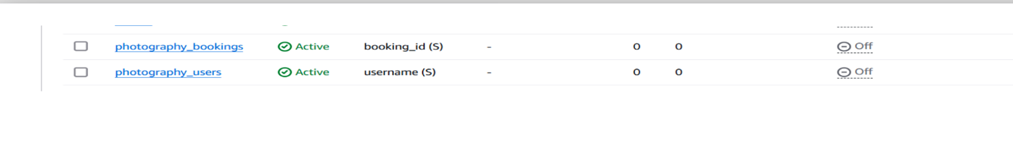 photography_bookings Active booking_id (S) - 0 0 Off
photography_users Active username (S) - 0 0 Off